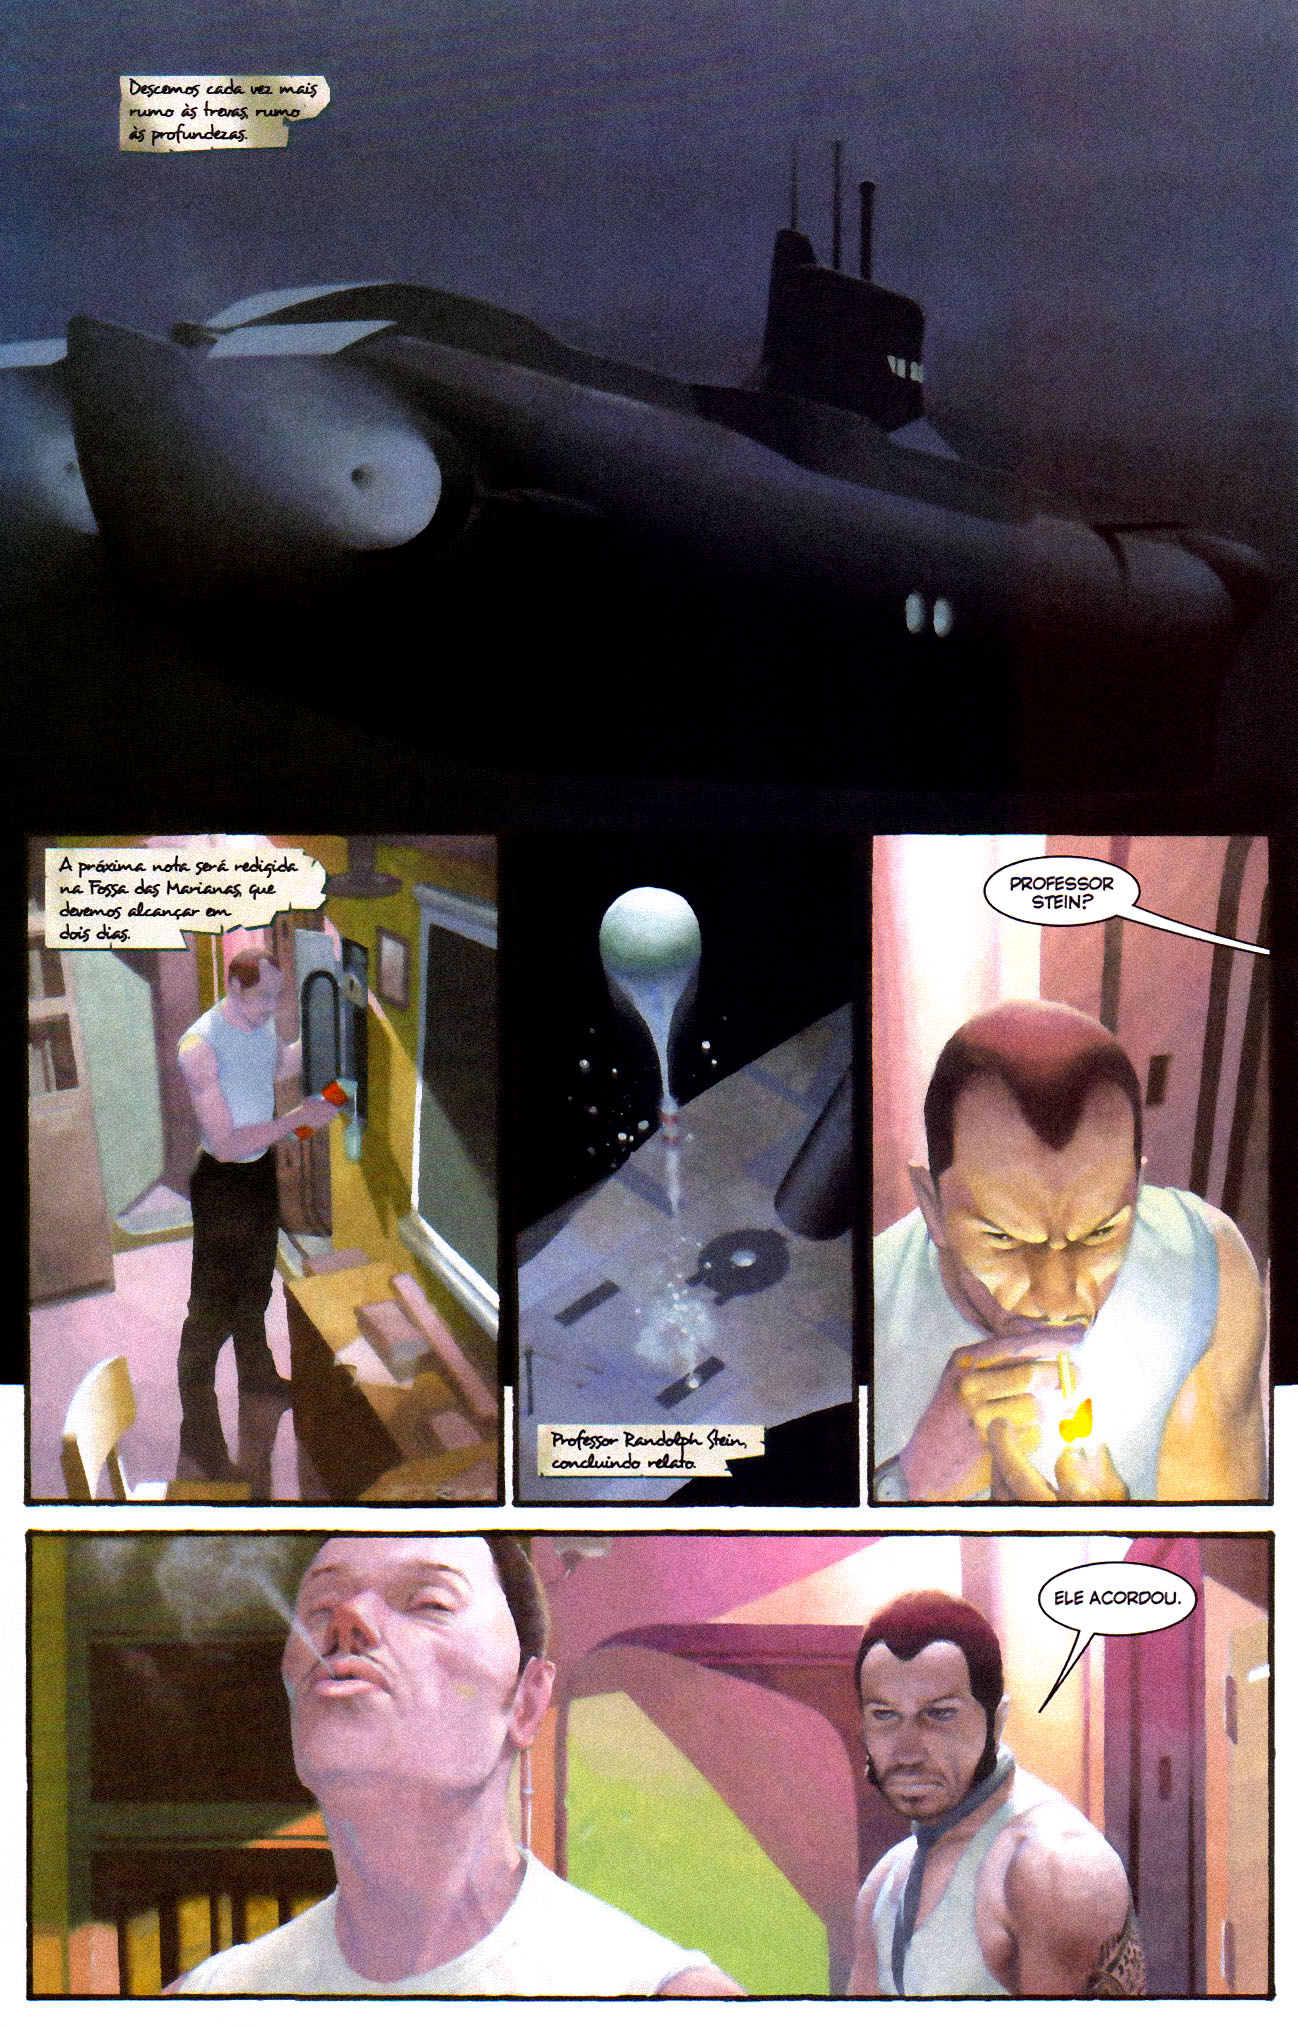 Descemos cada vez mais
rumo às trevas, rumo
às profundezas.
A próxima nota será redigida
na Fossa das Marianas, que
devemos alcançar em
dois dias.
Professor Randolph Stein,
concluindo relato.
PROFESSOR
STEIN?
ELE ACORDOU.